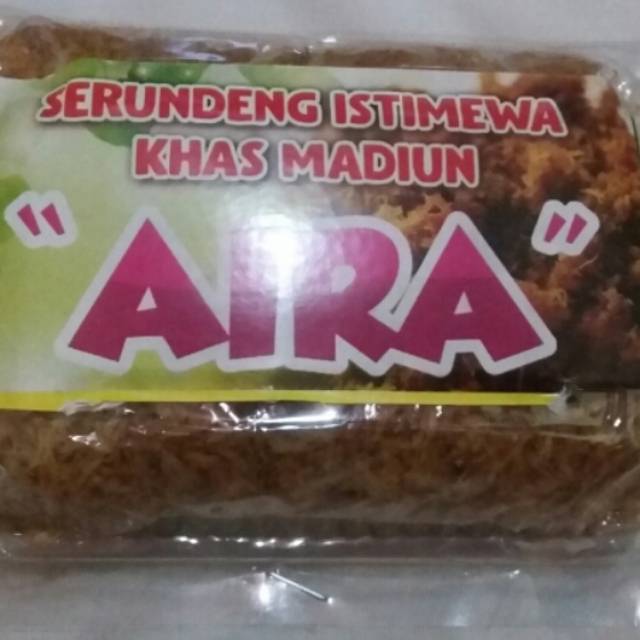 SERUNDENG ISTIMEWA
KHAS MADIUN
"AIRA"